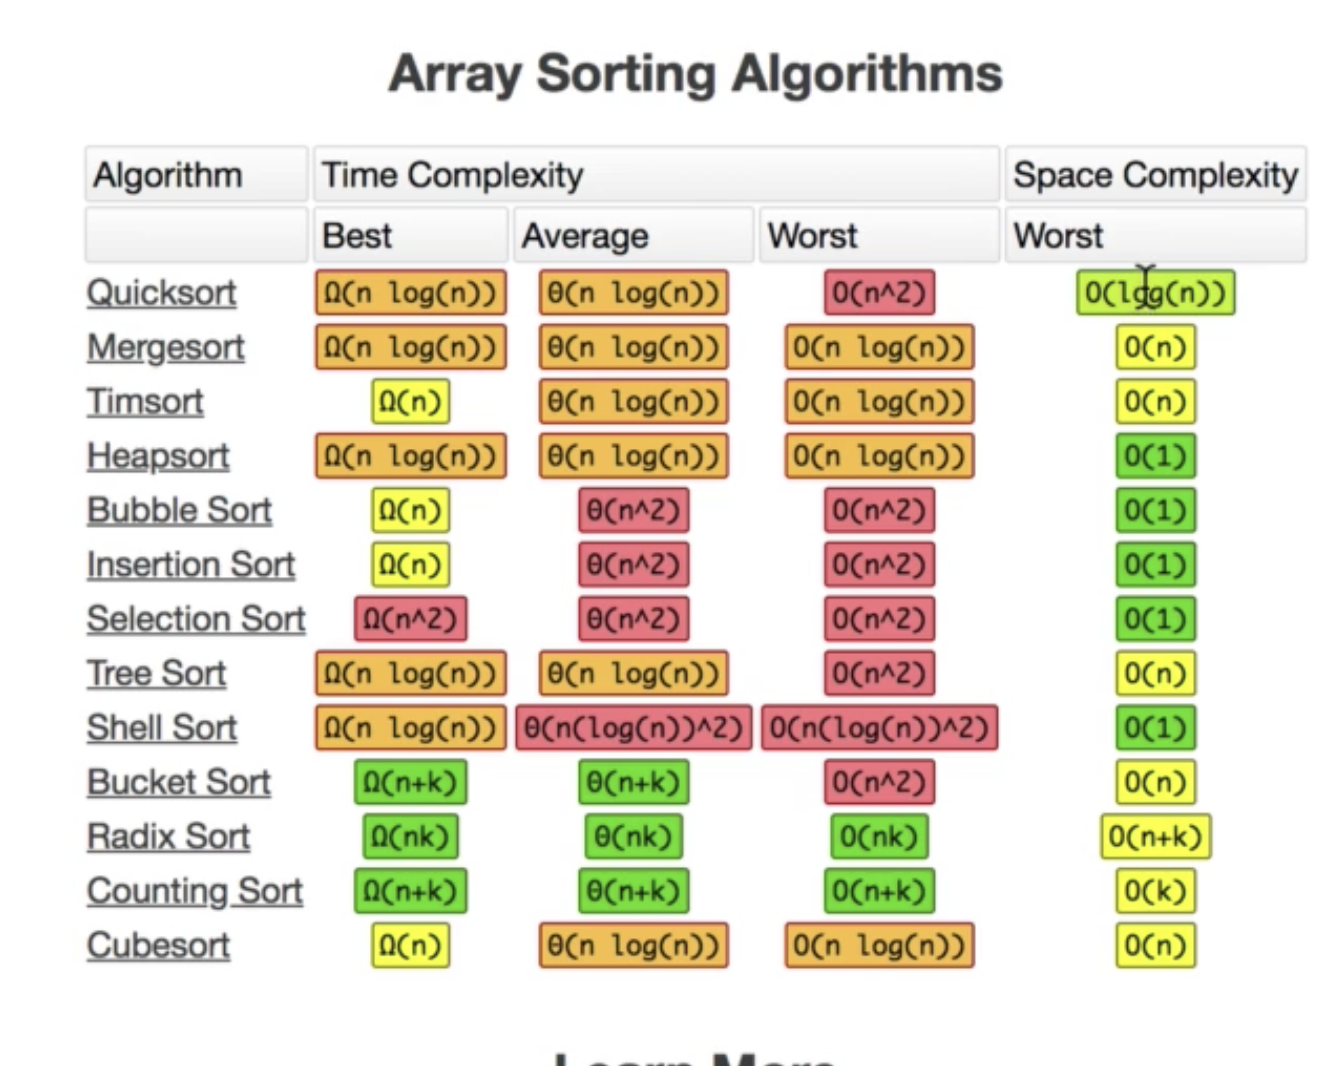 Array Sorting Algorithms
Algorithm Time Complexity Space Complexity
Best Average Worst Worst
Quicksort Ω(n log(n)) θ(n log(n)) O(n^2) O(log(n))
Mergesort Ω(n log(n)) θ(n log(n)) O(n log(n)) O(n)
Timsort Ω(n) θ(n log(n)) O(n log(n)) O(n)
Heapsort Ω(n log(n)) θ(n log(n)) O(n log(n)) O(1)
Bubble Sort Ω(n) θ(n^2) O(n^2) O(1)
Insertion Sort Ω(n) θ(n^2) O(n^2) O(1)
Selection Sort Ω(n^2) θ(n^2) O(n^2) O(1)
Tree Sort Ω(n log(n)) θ(n log(n)) O(n^2) O(n)
Shell Sort Ω(n log(n)) θ(n(log(n))^2) O(n(log(n))^2) O(1)
Bucket Sort Ω(n+k) θ(n+k) O(n^2) O(n)
Radix Sort Ω(nk) θ(nk) O(nk) O(n+k)
Counting Sort Ω(n+k) θ(n+k) O(n+k) O(k)
Cubesort Ω(n) θ(n log(n)) O(n log(n)) O(n)
Learn More